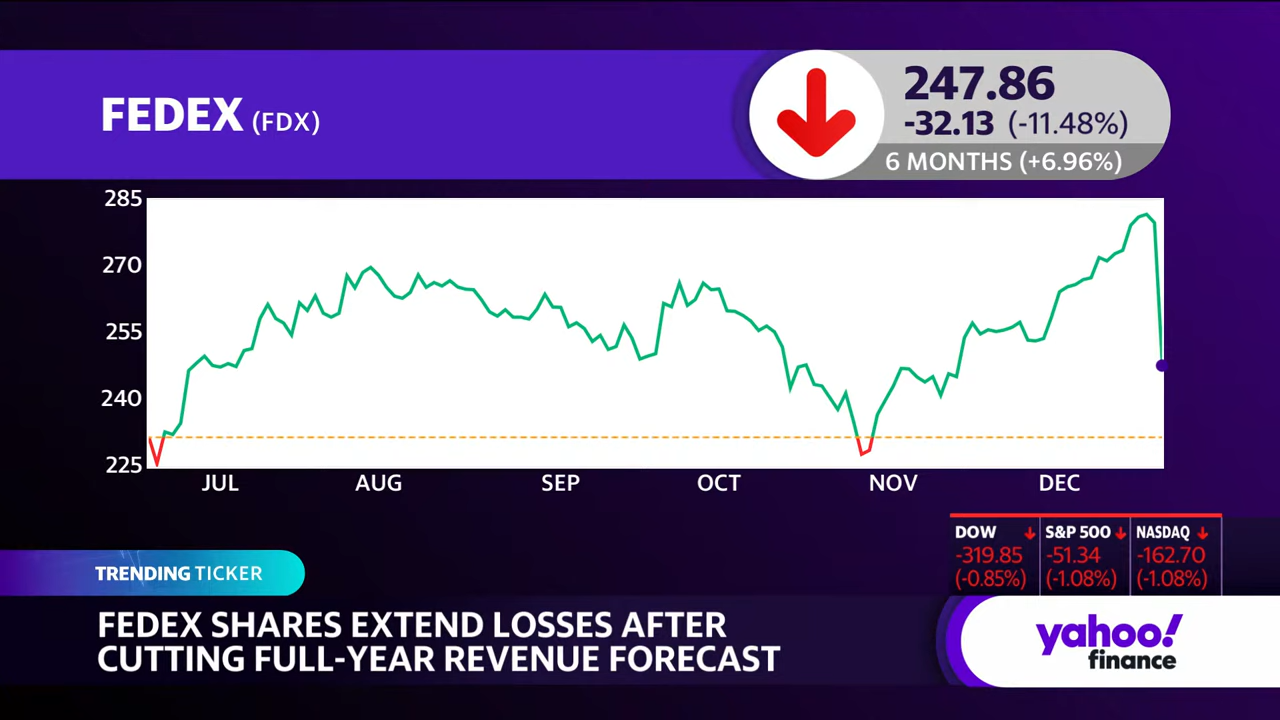 FEDEX (FDX)
247.86
-32.13 (-11.48%)
6 MONTHS (+6.96%)
285
270
255
240
225
JUL AUG SEP OCT NOV DEC
DOW S&P 500 NASDAQ
-319.85 -51.34 -162.70
(-0.85%) (-1.08%) (-1.08%)
TRENDING TICKER
FEDEX SHARES EXTEND LOSSES AFTER
CUTTING FULL-YEAR REVENUE FORECAST
yahoo!
finance